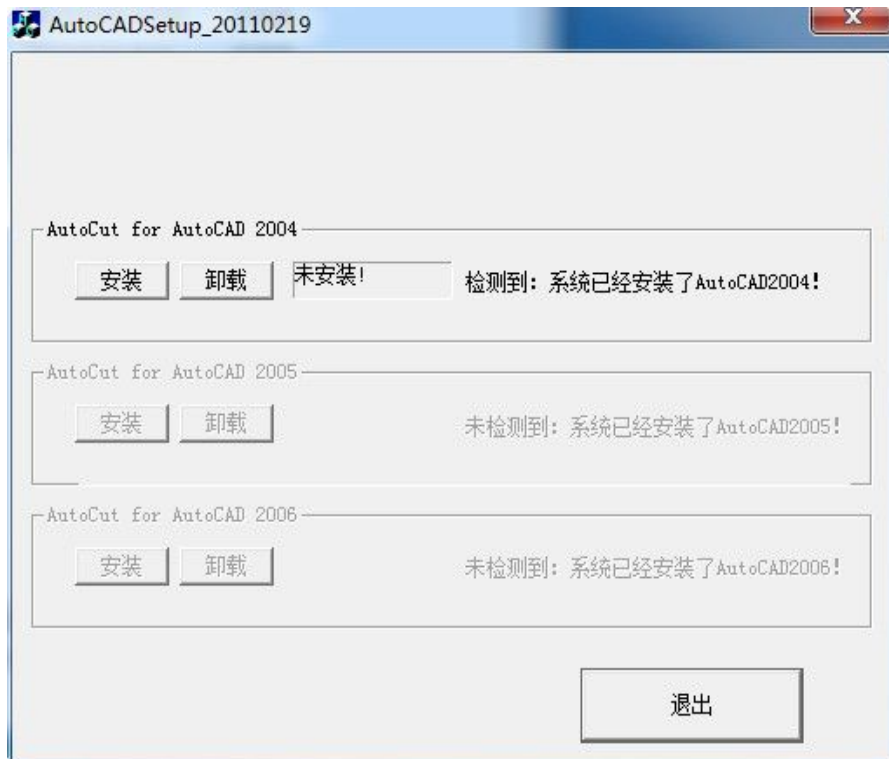 AutoCADSetup_20110219
AutoCut for AutoCAD 2004
安装 卸载 未安装! 检测到: 系统已经安装了AutoCAD2004!
AutoCut for AutoCAD 2005
安装 卸载 未检测到: 系统已经安装了AutoCAD2005!
AutoCut for AutoCAD 2006
安装 卸载 未检测到: 系统已经安装了AutoCAD2006!
退出